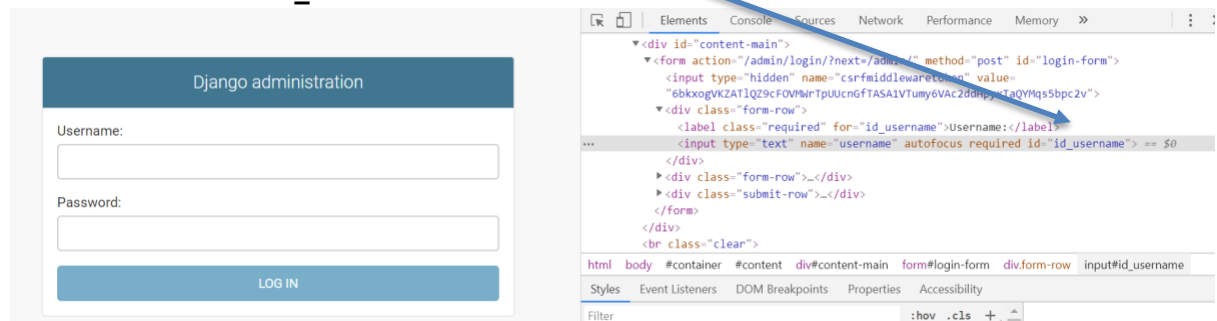 Django administration
Username:
Password:
LOG IN
Elements Console Sources Network Performance Memory »
▼<div id="content-main">
▼<form action="/admin/login/?next=/admin/" method="post" id="login-form">
<input type="hidden" name="csrfmiddlewaretoken" value=
▼<div class="form-row">
<label class="required" for="id_username">Username:</label>
... <input type="text" name="username" autofocus required id="id_username"> == $0
</div>
▶<div class="form-row">…</div>
▶<div class="submit-row">…</div>
</form>
</div>
<br class="clear">
html body #container #content div#content-main form#login-form div.form-row input#id_username
Styles Event Listeners DOM Breakpoints Properties Accessibility
Filter :hov .cls +